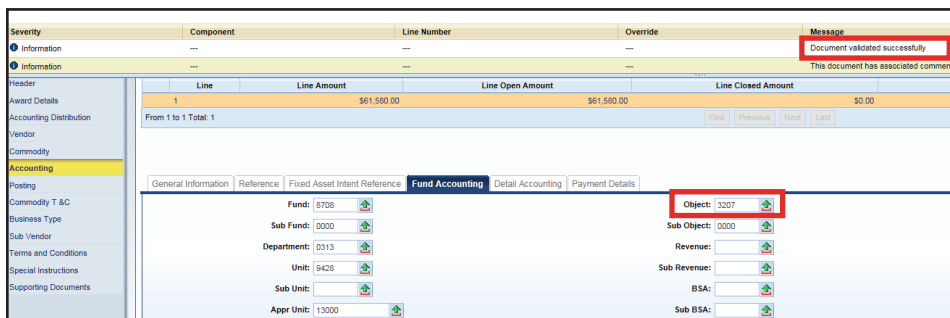 Severity Component Line Number Override Message
Information --- --- --- Document validated successfully
Information --- --- --- This document has associated commen
Header
Award Details
Accounting Distribution
Vendor
Commodity
Accounting
Posting
Commodity T &C
Business Type
Sub Vendor
Terms and Conditions
Special Instructions
Supporting Documents
Line Line Amount Line Open Amount Line Closed Amount
1 $61,580.00 $61,580.00 $0.00
From 1 to 1 Total: 1 First Previous Next Last
General Information Reference Fixed Asset Intent Reference Fund Accounting Detail Accounting Payment Details
Fund: 8708 Object: 3207
Sub Fund: 0000 Sub Object: 0000
Department: 0313 Revenue:
Unit: 9428 Sub Revenue:
Sub Unit: BSA:
Appr Unit: 13000 Sub BSA: